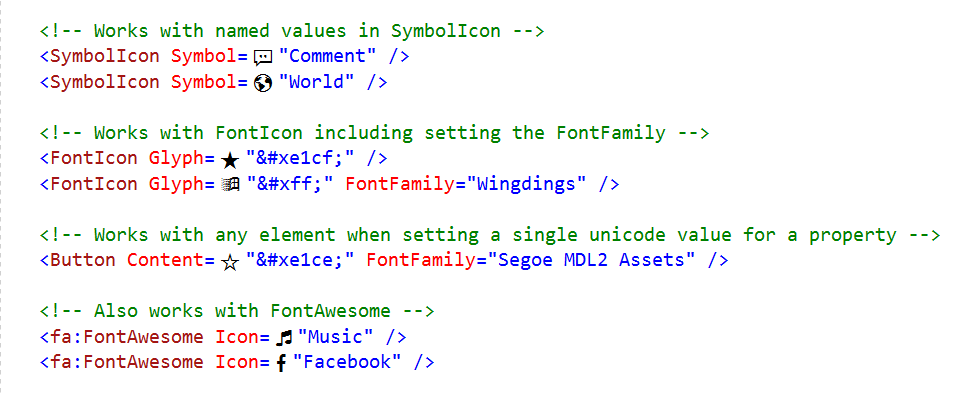 <!-- Works with named values in SymbolIcon -->
<SymbolIcon Symbol="Comment" />
<SymbolIcon Symbol="World" />
<!-- Works with FontIcon including setting the FontFamily -->
<FontIcon Glyph="&#xe1cf;" />
<FontIcon Glyph="&#xff;" FontFamily="Wingdings" />
<!-- Works with any element when setting a single unicode value for a property -->
<Button Content="&#xe1ce;" FontFamily="Segoe MDL2 Assets" />
<!-- Also works with FontAwesome -->
<fa:FontAwesome Icon="Music" />
<fa:FontAwesome Icon="Facebook" />